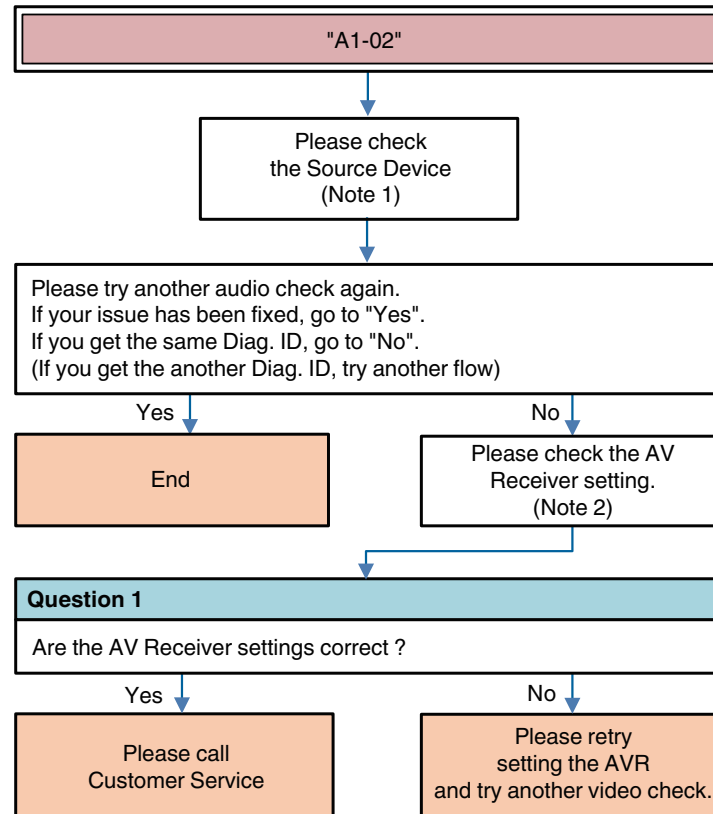 "A1-02"
Please check
the Source Device
(Note 1)
Please try another audio check again.
If your issue has been fixed, go to "Yes".
If you get the same Diag. ID, go to "No".
(If you get the another Diag. ID, try another flow)
Yes
No
End
Please check the AV
Receiver setting.
(Note 2)
Question 1
Are the AV Receiver settings correct ?
Yes
No
Please call
Customer Service
Please retry
setting the AVR
and try another video check.